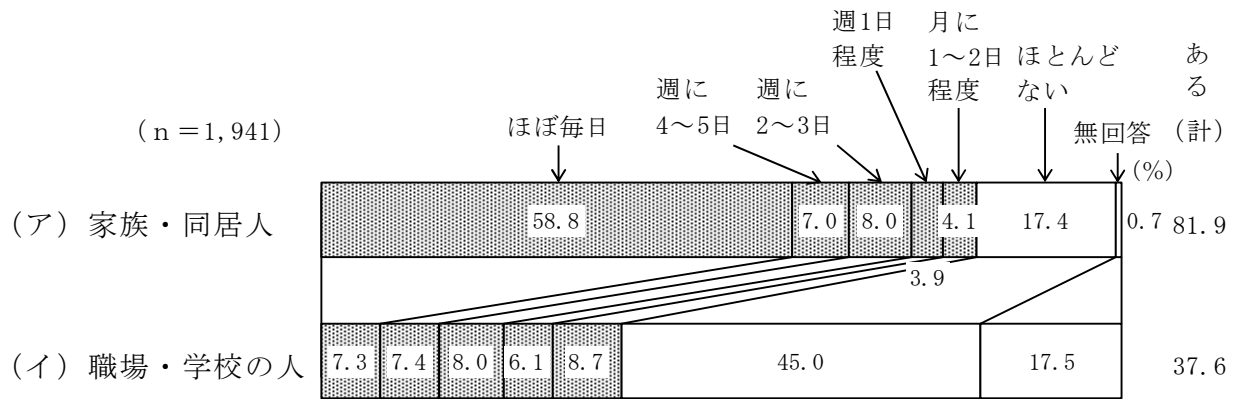 週1日
程度
月に
1～2日
程度
ほとんど
ない
ある
(計)
週に
4～5日
週に
2～3日
(n＝1,941)
ほぼ毎日
無回答
(%)
(ア) 家族・同居人
58.8
7.0
8.0
3.9
4.1
17.4
0.7
81.9
(イ) 職場・学校の人
7.3
7.4
8.0
6.1
8.7
45.0
17.5
37.6